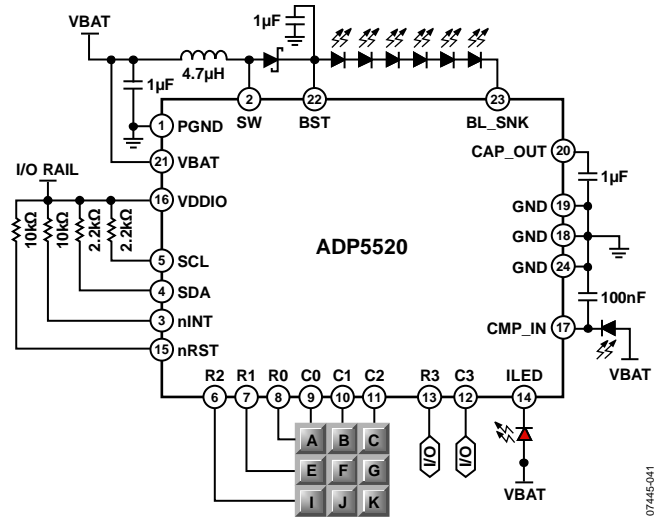 VBAT
1µF
4.7µH
1µF
2
22
23
SW
BST
BL_SNK
1 PGND
21 VBAT
I/O RAIL
16 VDDIO
10kΩ
10kΩ
2.2kΩ
2.2kΩ
5 SCL
4 SDA
3 nINT
15 nRST
ADP5520
CAP_OUT 20
1µF
GND 19
GND 18
GND 24
100nF
CMP_IN 17
VBAT
R2 R1 R0 C0 C1 C2 R3 C3 ILED
6 7 8 9 10 11 13 12 14
A B C
E F G
I J K
I/O
I/O
VBAT
07445-041